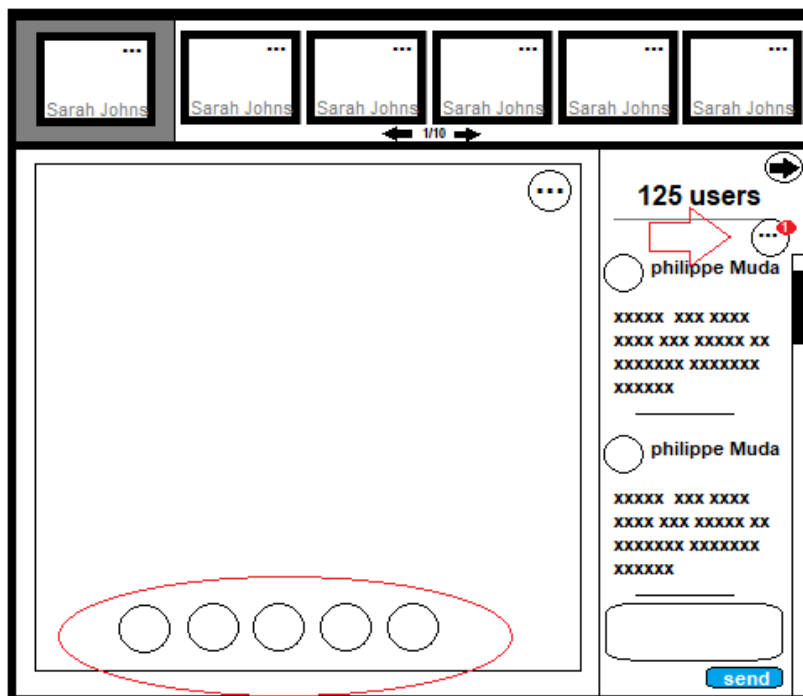 ... ... ... ... ... ...
Sarah Johns Sarah Johns Sarah Johns Sarah Johns Sarah Johns Sarah Johns
1/10
...
125 users
... 1
philippe Muda
xxxxx xxx xxxx
xxxx xxx xxxxx xx
xxxxxxx xxxxxxx
xxxxxx
philippe Muda
xxxxx xxx xxxx
xxxx xxx xxxxx xx
xxxxxxx xxxxxxx
xxxxxx
send